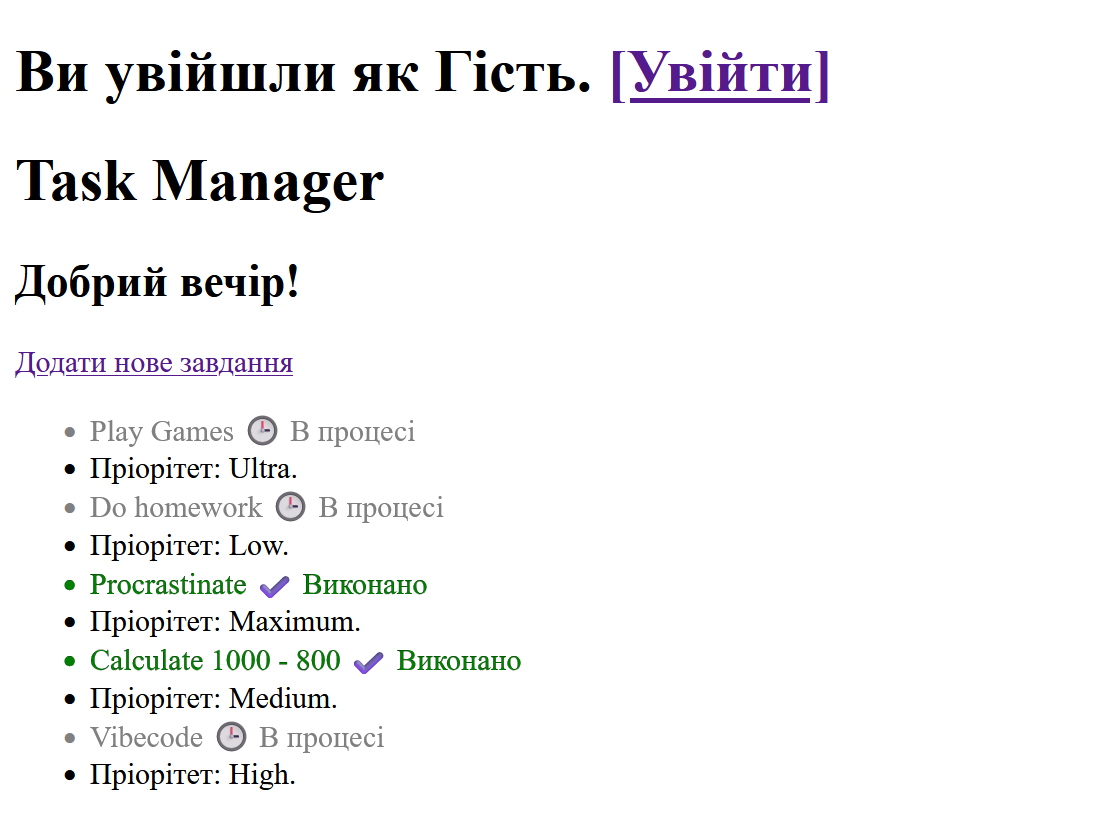 Ви увійшли як Гість. [Увійти]
Task Manager
Добрий вечір!
Додати нове завдання
Play Games 🕒 В процесі
Пріорітет: Ultra.
Do homework 🕒 В процесі
Пріорітет: Low.
Procrastinate ✔ Виконано
Пріорітет: Maximum.
Calculate 1000 - 800 ✔ Виконано
Пріорітет: Medium.
Vibecode 🕒 В процесі
Пріорітет: High.